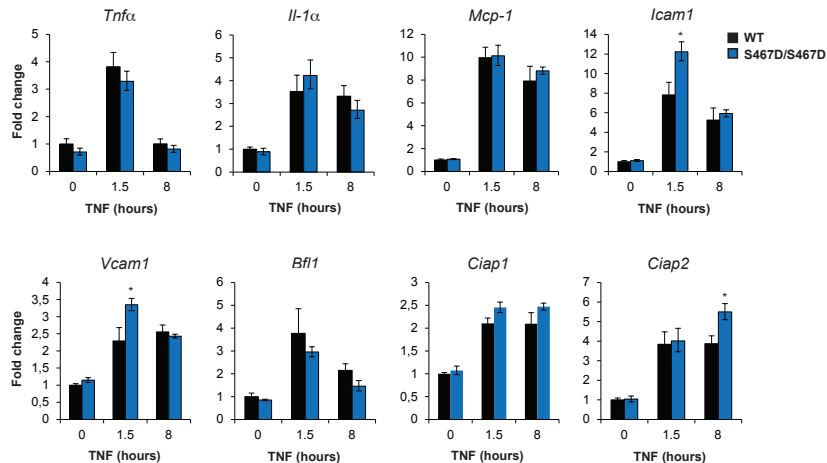 Tnfα
Fold change
5
4
3
2
1
0
0 1.5 8
TNF (hours)
Il-1α
6
5
4
3
2
1
0
0 1.5 8
TNF (hours)
Mcp-1
12
10
8
6
4
2
0
0 1.5 8
TNF (hours)
Icam1
14
12
10
8
6
4
2
0
*
0 1.5 8
TNF (hours)
WT
S467D/S467D
Vcam1
Fold change
4
3,5
3
2,5
2
1,5
1
0,5
0
*
0 1.5 8
TNF (hours)
Bfl1
6
5
4
3
2
1
0
0 1.5 8
TNF (hours)
Ciap1
3
2,5
2
1,5
1
0,5
0
0 1.5 8
TNF (hours)
Ciap2
7
6
5
4
3
2
1
0
*
0 1.5 8
TNF (hours)